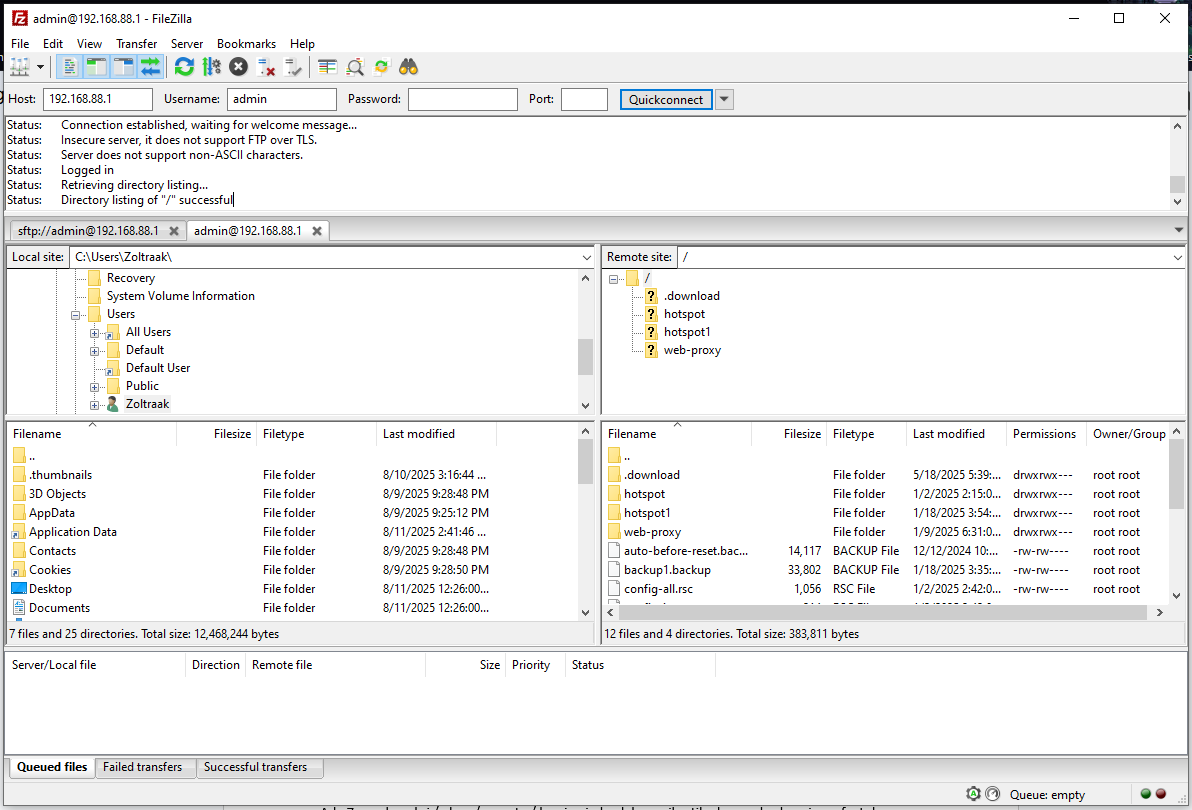 admin@192.168.88.1 - FileZilla
File Edit View Transfer Server Bookmarks Help
Host: 192.168.88.1 Username: admin Password: Port: Quickconnect
Status: Connection established, waiting for welcome message...
Status: Insecure server, it does not support FTP over TLS.
Status: Server does not support non-ASCII characters.
Status: Logged in
Status: Retrieving directory listing...
Status: Directory listing of "/" successful
sftp://admin@192.168.88.1 admin@192.168.88.1
Local site: C:\Users\Zoltraak\
Recovery
System Volume Information
Users
All Users
Default
Default User
Public
Zoltraak
Remote site: /
/
.download
hotspot
hotspot1
web-proxy
Filename Filesize Filetype Last modified
..
.thumbnails File folder 8/10/2025 3:16:44 ...
3D Objects File folder 8/9/2025 9:28:48 PM
AppData File folder 8/9/2025 9:25:12 PM
Application Data File folder 8/11/2025 2:41:46 ...
Contacts File folder 8/9/2025 9:28:48 PM
Cookies File folder 8/9/2025 9:28:50 PM
Desktop File folder 8/11/2025 12:26:00...
Documents File folder 8/11/2025 12:26:00...
7 files and 25 directories. Total size: 12,468,244 bytes
Filename Filesize Filetype Last modified Permissions Owner/Group
..
.download File folder 5/18/2025 5:39:... drwxrwx--- root root
hotspot File folder 1/2/2025 2:15:0... drwxrwx--- root root
hotspot1 File folder 1/18/2025 3:54:... drwxrwx--- root root
web-proxy File folder 1/9/2025 6:31:0... drwxrwx--- root root
auto-before-reset.bac... 14,117 BACKUP File 12/12/2024 10:... -rw-rw---- root root
backup1.backup 33,802 BACKUP File 1/18/2025 3:35:... -rw-rw---- root root
config-all.rsc 1,056 RSC File 1/2/2025 2:42:0... -rw-rw---- root root
12 files and 4 directories. Total size: 383,811 bytes
Server/Local file Direction Remote file Size Priority Status
Queued files Failed transfers Successful transfers
Queue: empty